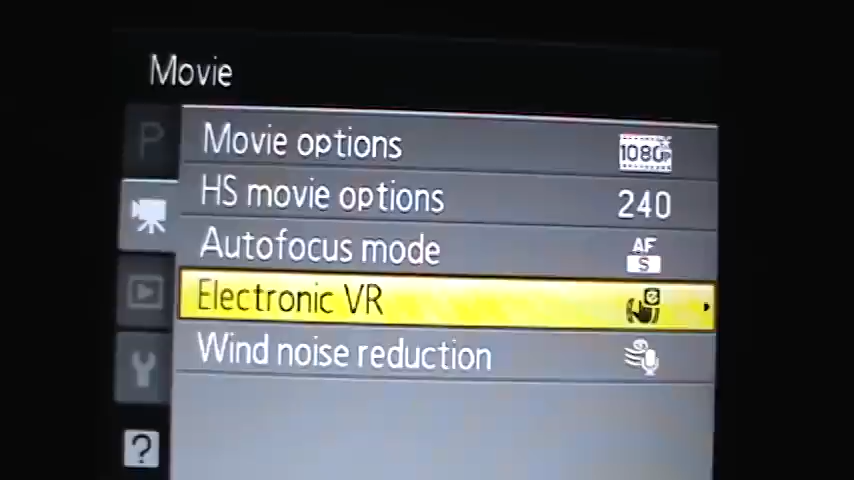 Movie
P
Movie options 1080P
HS movie options 240
Autofocus mode AF S
Electronic VR
Wind noise reduction
?